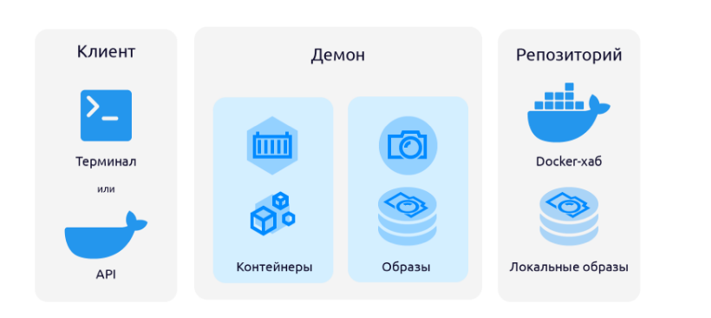 Клиент
Терминал
или
API
Демон
Контейнеры
Образы
Репозиторий
Docker-хаб
Локальные образы